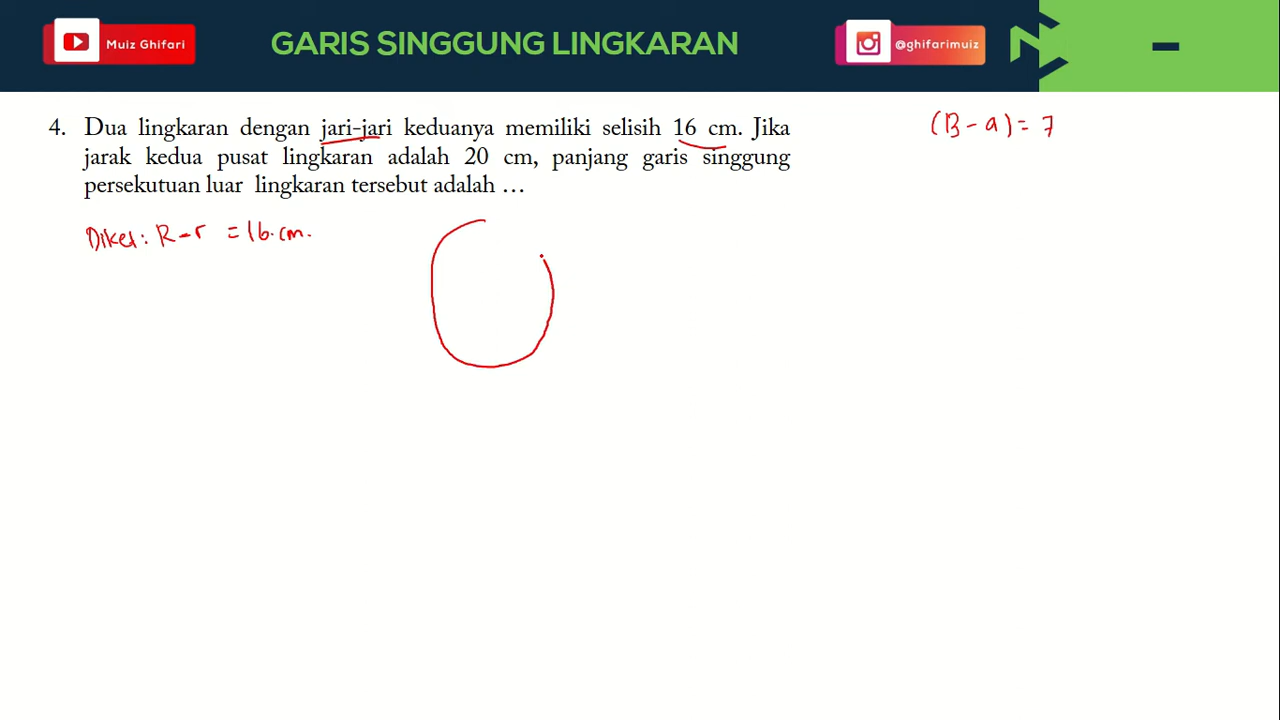 Muiz Ghifari
GARIS SINGGUNG LINGKARAN
@ghifarimuiz
4. Dua lingkaran dengan jari-jari keduanya memiliki selisih 16 cm. Jika
jarak kedua pusat lingkaran adalah 20 cm, panjang garis singgung
persekutuan luar lingkaran tersebut adalah …
(B-a) = 7
Diket: R-r = 16 cm.